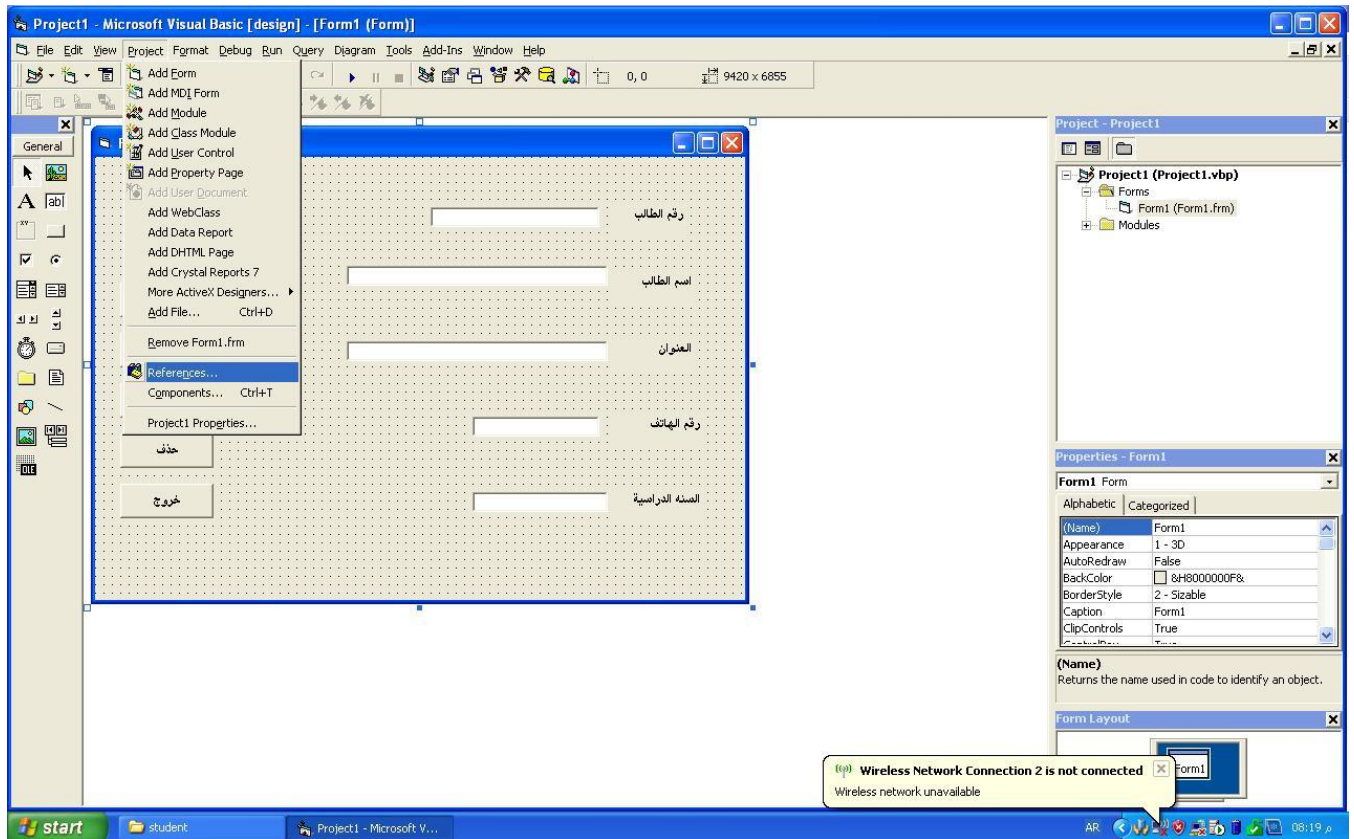 Project1 - Microsoft Visual Basic [design] - [Form1 (Form)]
File Edit View Project Format Debug Run Query Diagram Tools Add-Ins Window Help
0, 0 9420 x 6855
General
Add Form
Add MDI Form
Add Module
Add Class Module
Add User Control
Add Property Page
Add User Document
Add WebClass
Add Data Report
Add DHTML Page
Add Crystal Reports 7
More ActiveX Designers...
Add File... Ctrl+D
Remove Form1.frm
References...
Components... Ctrl+T
Project1 Properties...
رقم الطالب
اسم الطالب
العنوان
رقم الهاتف
السنه الدراسية
حذف
خروج
Project - Project1
Project1 (Project1.vbp)
Forms
Form1 (Form1.frm)
Modules
Properties - Form1
Form1 Form
Alphabetic Categorized
(Name) Form1
Appearance 1 - 3D
AutoRedraw False
BackColor &H8000000F&
BorderStyle 2 - Sizable
Caption Form1
ClipControls True
(Name)
Returns the name used in code to identify an object.
Form Layout
Form1
Wireless Network Connection 2 is not connected
Wireless network unavailable
start student Project1 - Microsoft V... AR 08:19 م